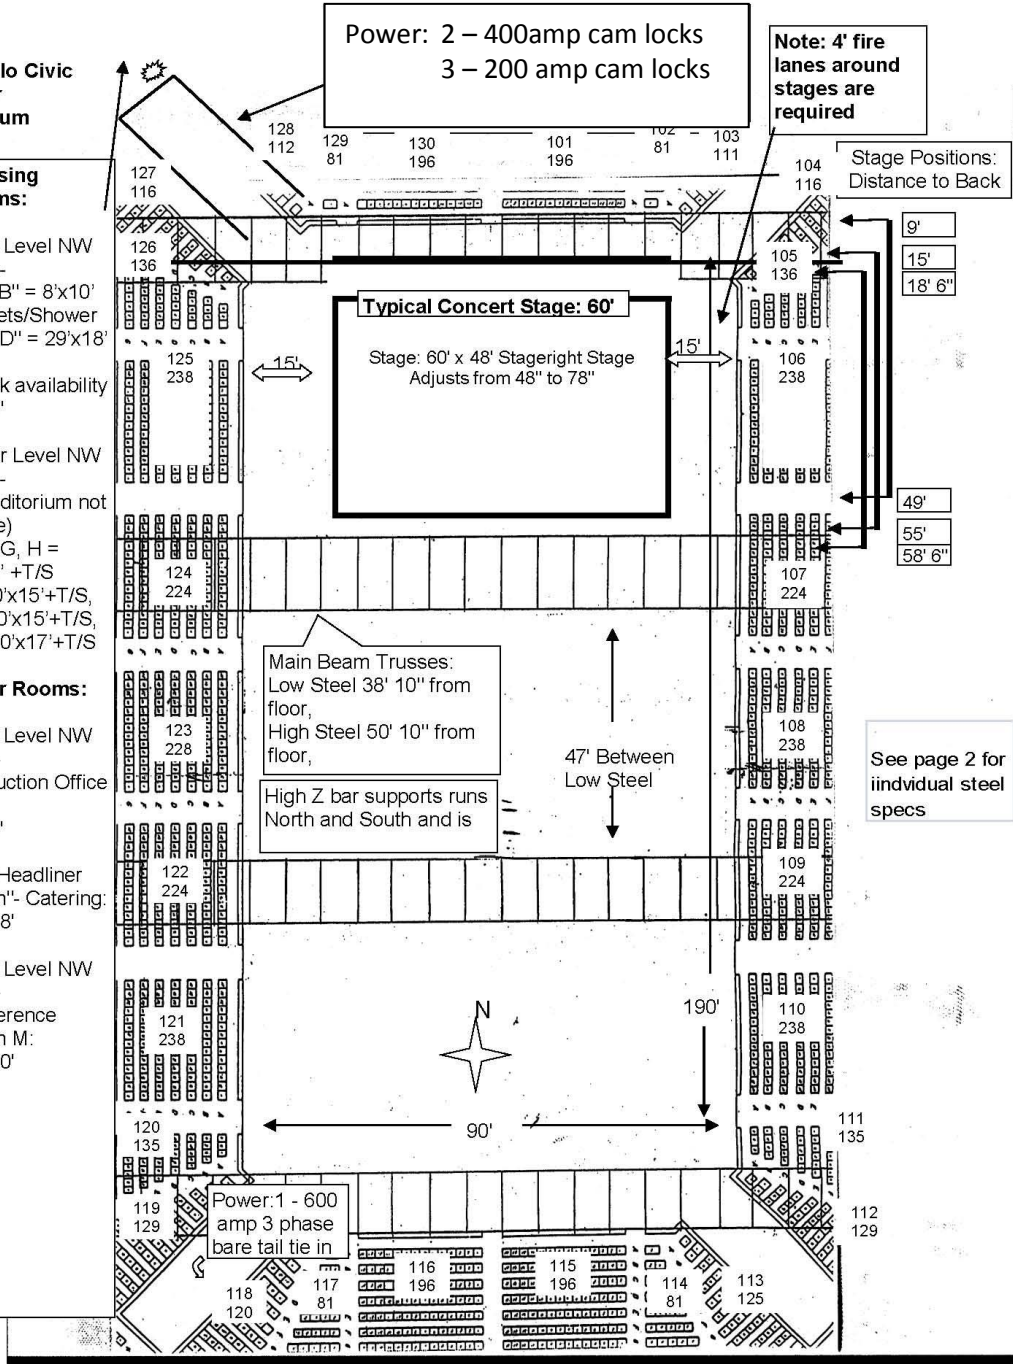 Power: 2 – 400amp cam locks
3 – 200 amp cam locks
Note: 4' fire
lanes around
stages are
required
lo Civic
um
Stage Positions:
Distance to Back
128
112
129
81
130
196
101
196
102
81
103
111
104
116
127
116
126
136
105
136
9'
15'
18' 6"
sing
ms:
Level NW
B" = 8'x10'
ets/Shower
D" = 29'x18'
k availability
"
r Level NW
-
ditorium not
e)
G, H =
' +T/S
0'x15'+T/S,
0'x15'+T/S,
0'x17'+T/S
r Rooms:
Level NW
uction Office
"
Headliner
n"- Catering:
8'
Level NW
erence
n M:
0'
Typical Concert Stage: 60'
Stage: 60' x 48' Stageright Stage
Adjusts from 48" to 78"
15'
15'
125
238
106
238
49'
55'
58' 6"
124
224
107
224
Main Beam Trusses:
Low Steel 38' 10" from
floor,
High Steel 50' 10" from
floor,
High Z bar supports runs
North and South and is
47' Between
Low Steel
123
228
108
238
See page 2 for
iindvidual steel
specs
122
224
109
224
121
238
110
238
N
190'
90'
120
135
111
135
119
129
112
129
Power:1 - 600
amp 3 phase
bare tail tie in
118
120
117
81
116
196
115
196
114
81
113
125